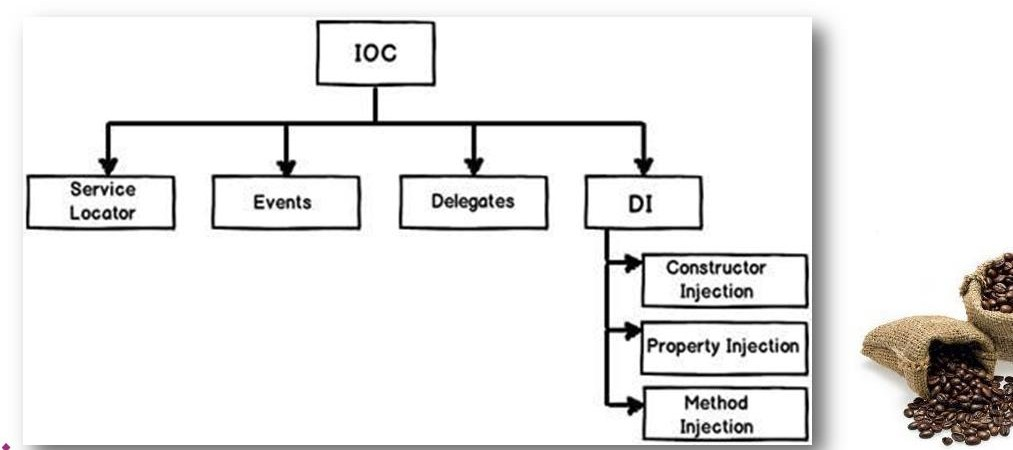 IOC
Service
Locator
Events
Delegates
DI
Constructor
Injection
Property Injection
Method
Injection